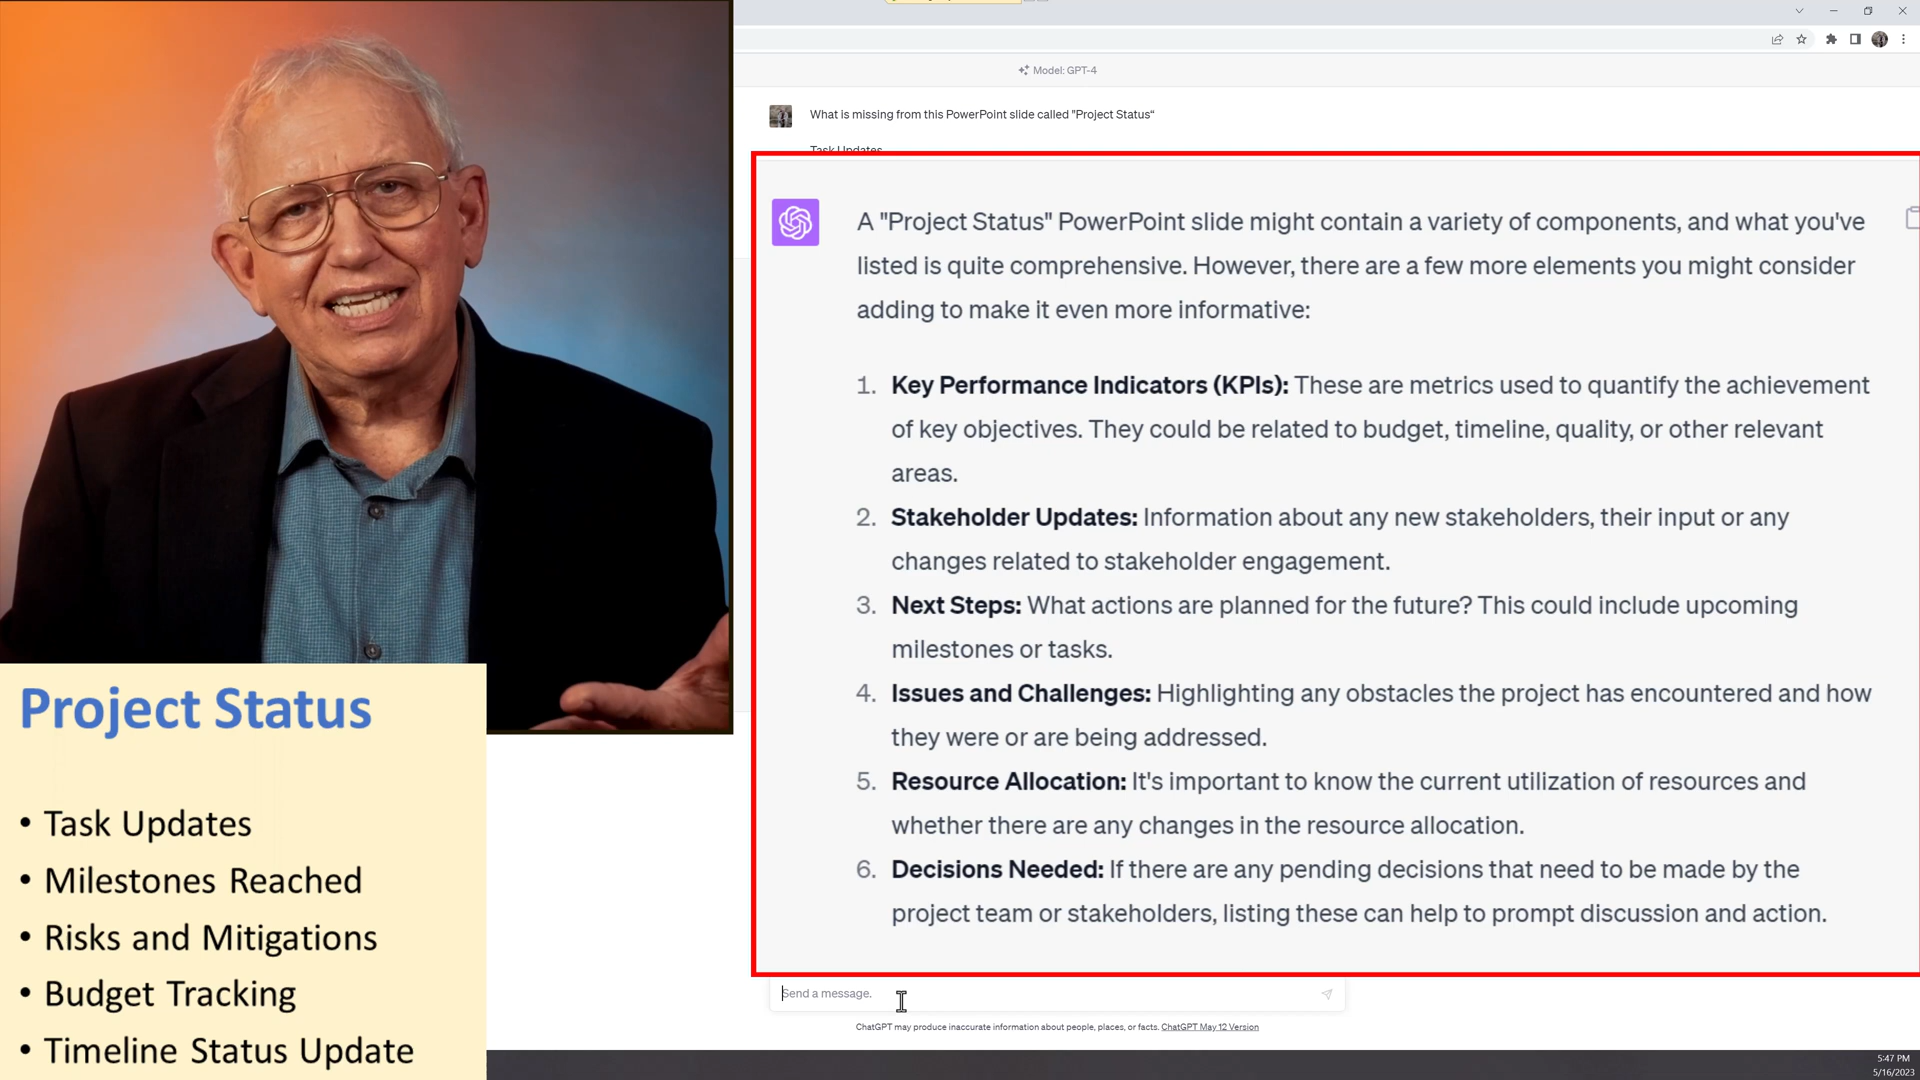 Model: GPT-4
What is missing from this PowerPoint slide called "Project Status"
Task Updates
A "Project Status" PowerPoint slide might contain a variety of components, and what you've
listed is quite comprehensive. However, there are a few more elements you might consider
adding to make it even more informative:
1. Key Performance Indicators (KPIs): These are metrics used to quantify the achievement
of key objectives. They could be related to budget, timeline, quality, or other relevant
areas.
2. Stakeholder Updates: Information about any new stakeholders, their input or any
changes related to stakeholder engagement.
3. Next Steps: What actions are planned for the future? This could include upcoming
milestones or tasks.
4. Issues and Challenges: Highlighting any obstacles the project has encountered and how
they were or are being addressed.
5. Resource Allocation: It's important to know the current utilization of resources and
whether there are any changes in the resource allocation.
6. Decisions Needed: If there are any pending decisions that need to be made by the
project team or stakeholders, listing these can help to prompt discussion and action.
Send a message.
ChatGPT may produce inaccurate information about people, places, or facts. ChatGPT May 12 Version
5:47 PM
5/16/2023
Project Status
• Task Updates
• Milestones Reached
• Risks and Mitigations
• Budget Tracking
• Timeline Status Update